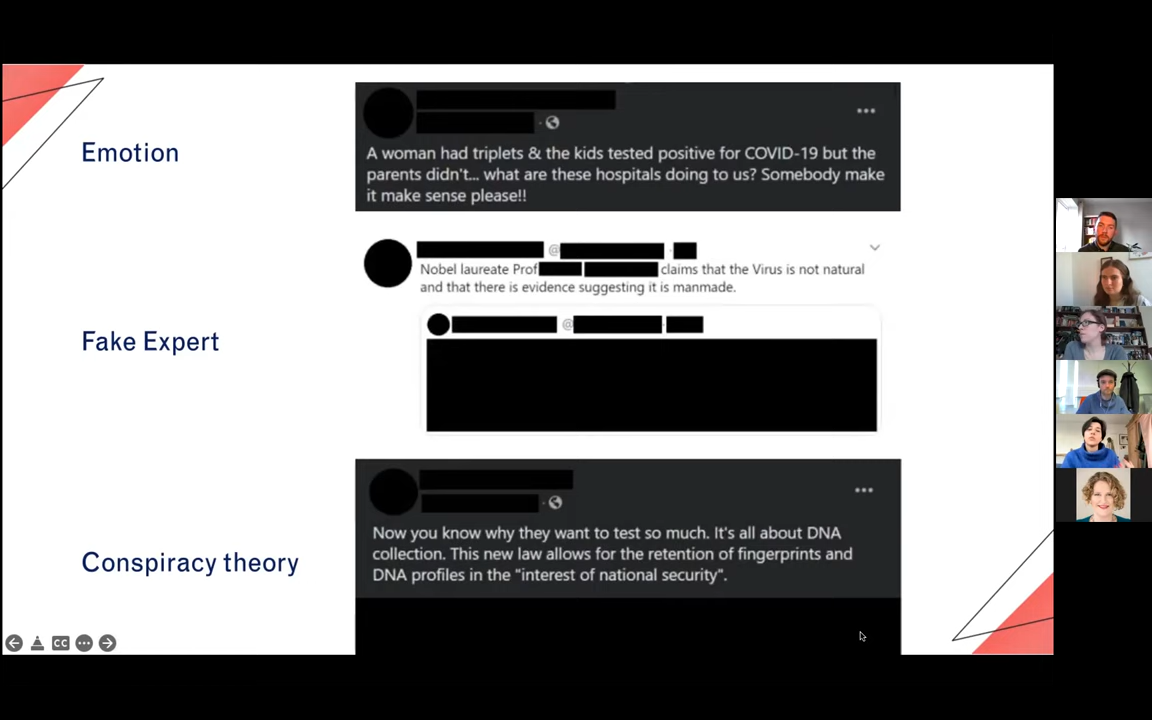 Emotion
A woman had triplets & the kids tested positive for COVID-19 but the
parents didn't... what are these hospitals doing to us? Somebody make
it make sense please!!
Fake Expert
@
Nobel laureate Prof claims that the Virus is not natural
and that there is evidence suggesting it is manmade.
@
Conspiracy theory
Now you know why they want to test so much. It's all about DNA
collection. This new law allows for the retention of fingerprints and
DNA profiles in the "interest of national security".
CC